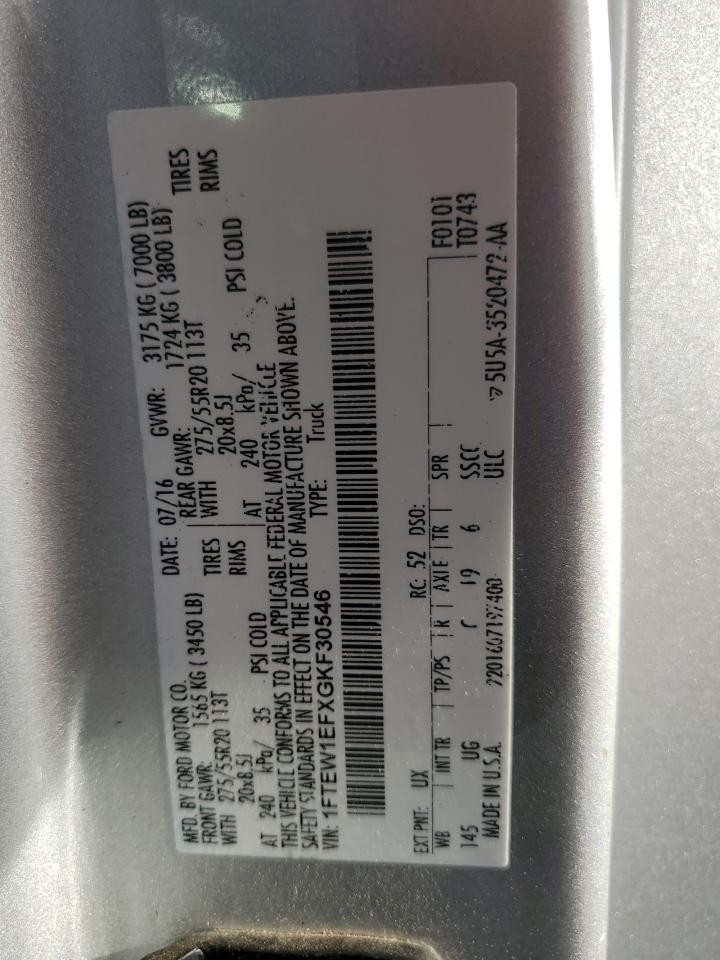 MFD. BY FORD MOTOR CO.
DATE: 07/16 GVWR: 3175 KG ( 7000 LB)
FRONT GAWR: 1565 KG ( 3450 LB)
REAR GAWR: 1724 KG ( 3800 LB)
WITH 275/55R20 113T TIRES
WITH 275/55R20 113T TIRES
20x8.5J RIMS
20x8.5J RIMS
AT 240 kPa/ 35 PSI COLD
AT 240 kPa/ 35 PSI COLD
THIS VEHICLE CONFORMS TO ALL APPLICABLE FEDERAL MOTOR VEHICLE
SAFETY STANDARDS IN EFFECT ON THE DATE OF MANUFACTURE SHOWN ABOVE.
VIN: 1FTEW1EFXGKF30546 TYPE: Truck
EXT PNT: UX RC: 52 DSO:
WB INT TR TP/PS R AXLE TR SPR F0101
T0743
145 UG 19 6 SSCC
MADE IN U.S.A. ULC